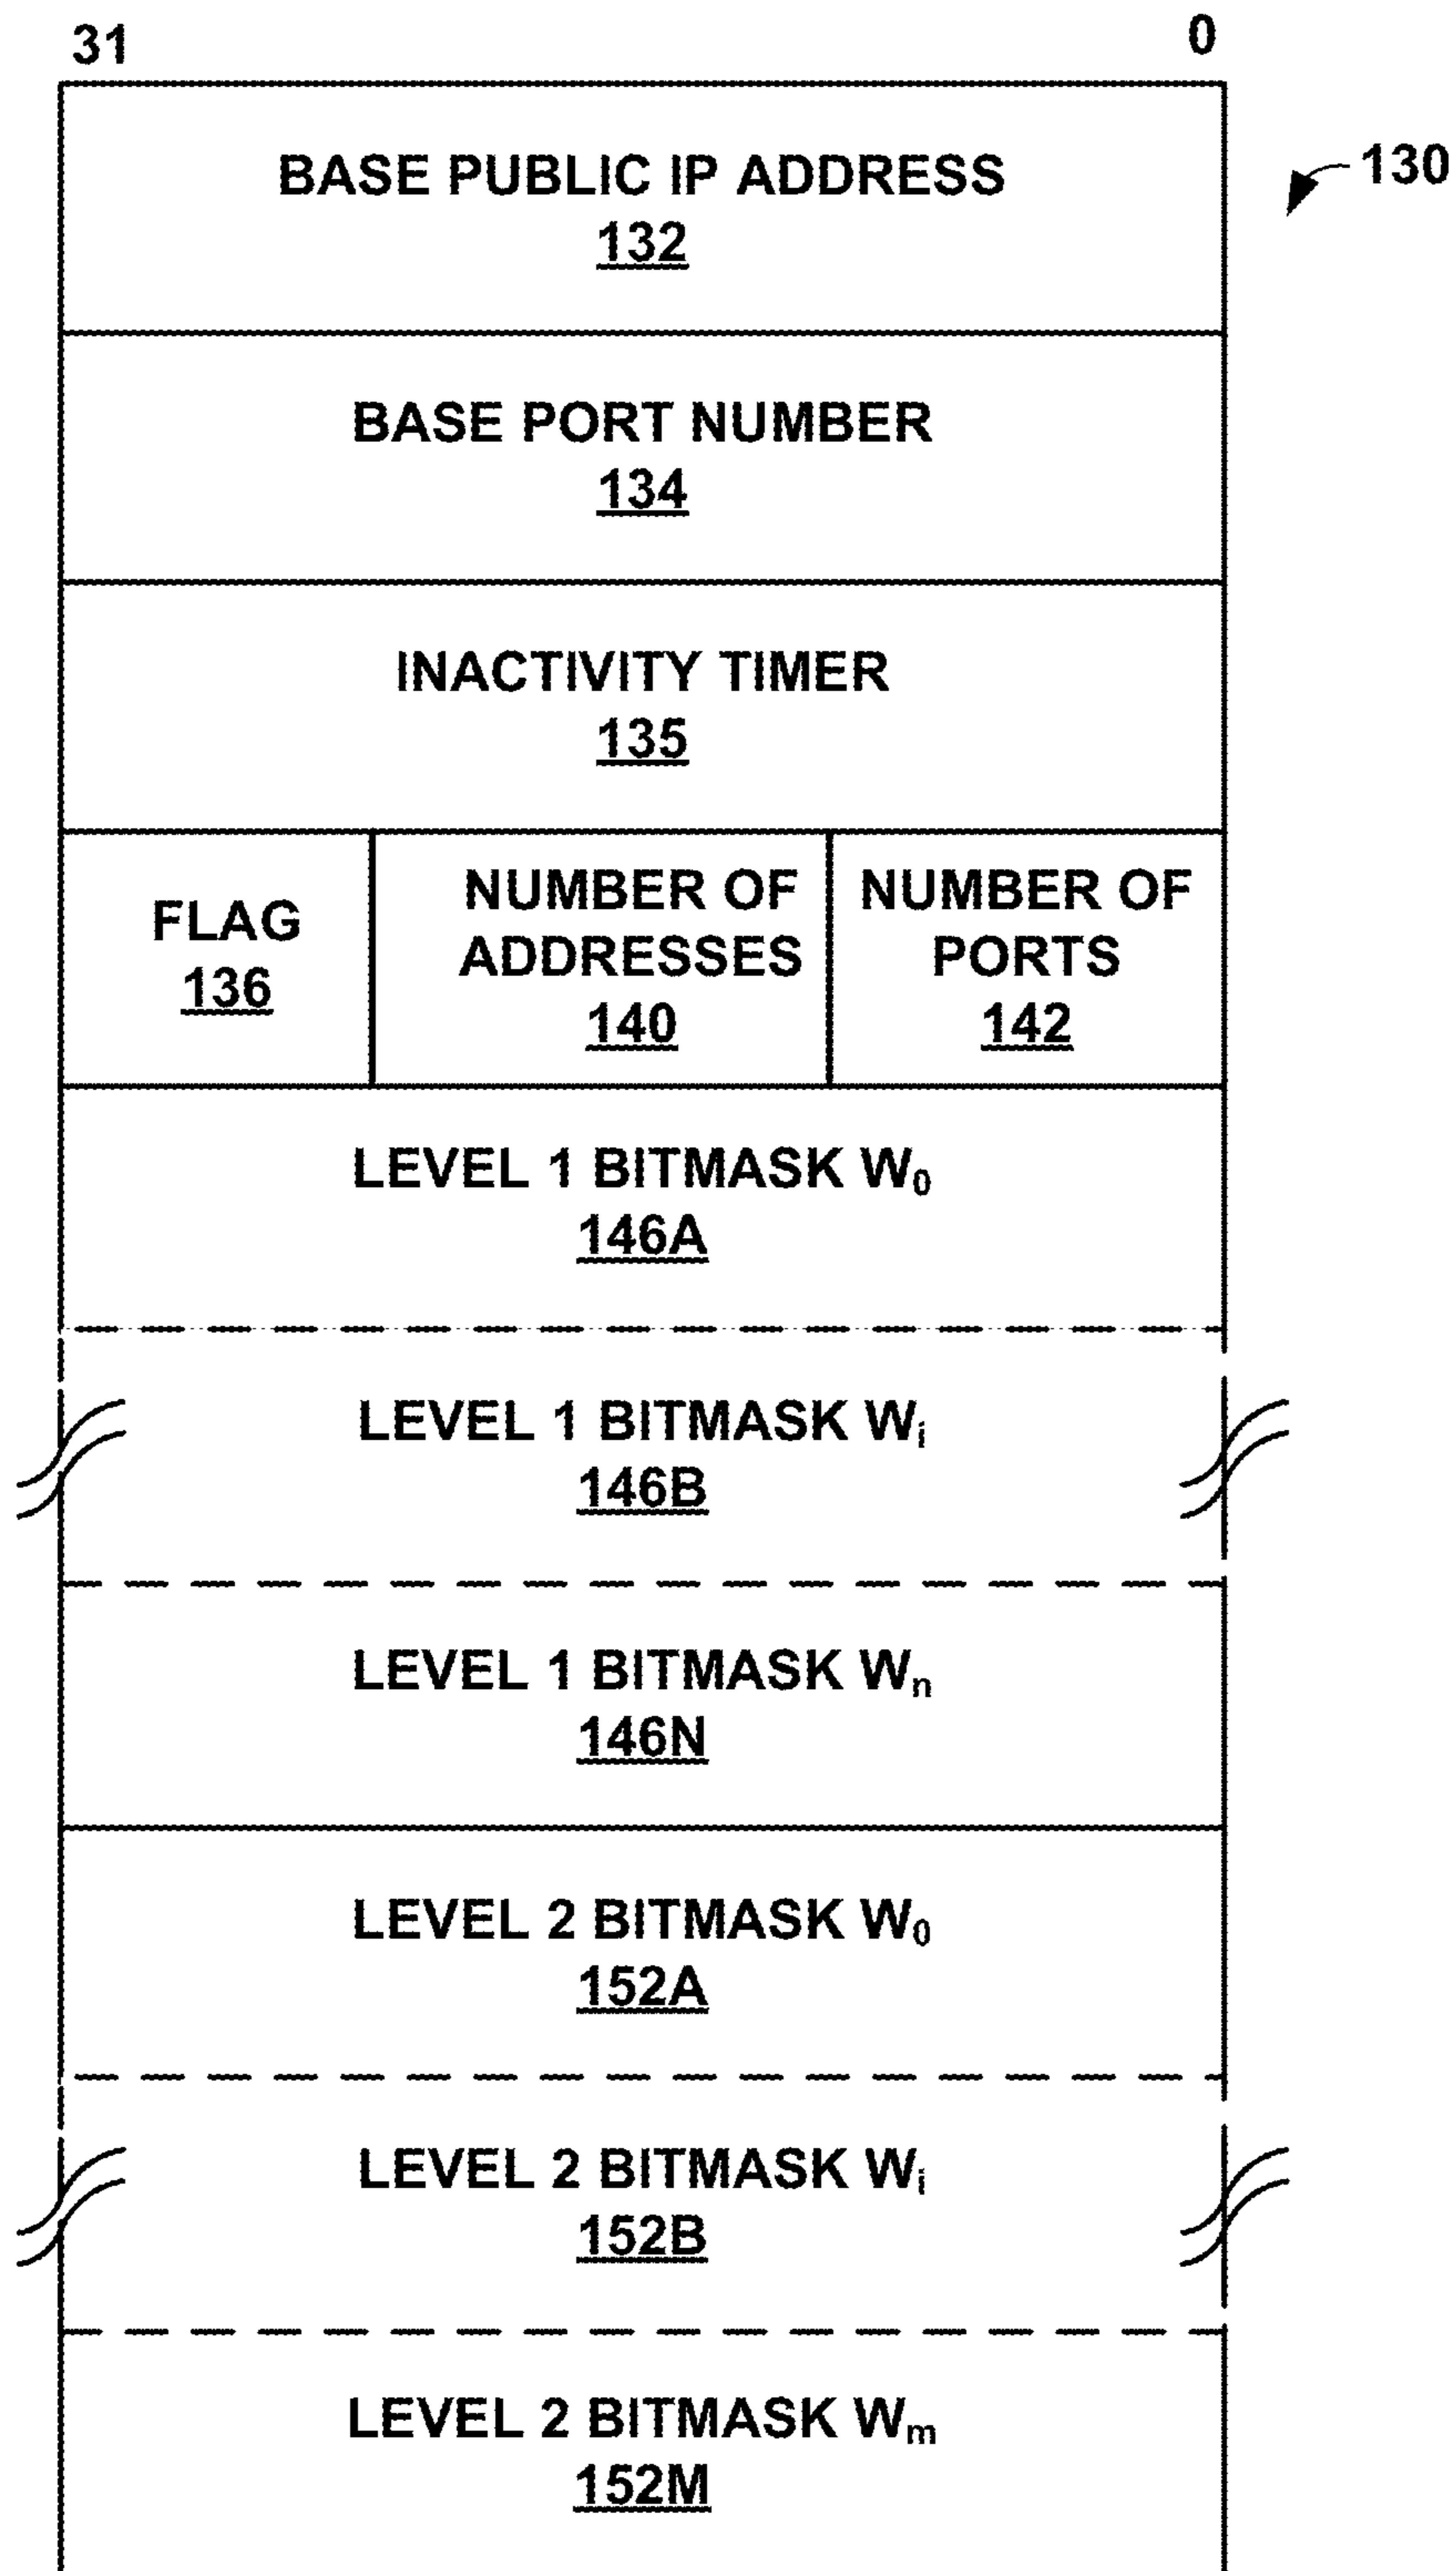 31 0
130
BASE PUBLIC IP ADDRESS
132
BASE PORT NUMBER
134
INACTIVITY TIMER
135
FLAG
136
NUMBER OF
ADDRESSES
140
NUMBER OF
PORTS
142
LEVEL 1 BITMASK W₀
146A
LEVEL 1 BITMASK Wᵢ
146B
LEVEL 1 BITMASK Wₙ
146N
LEVEL 2 BITMASK W₀
152A
LEVEL 2 BITMASK Wᵢ
152B
LEVEL 2 BITMASK Wₘ
152M